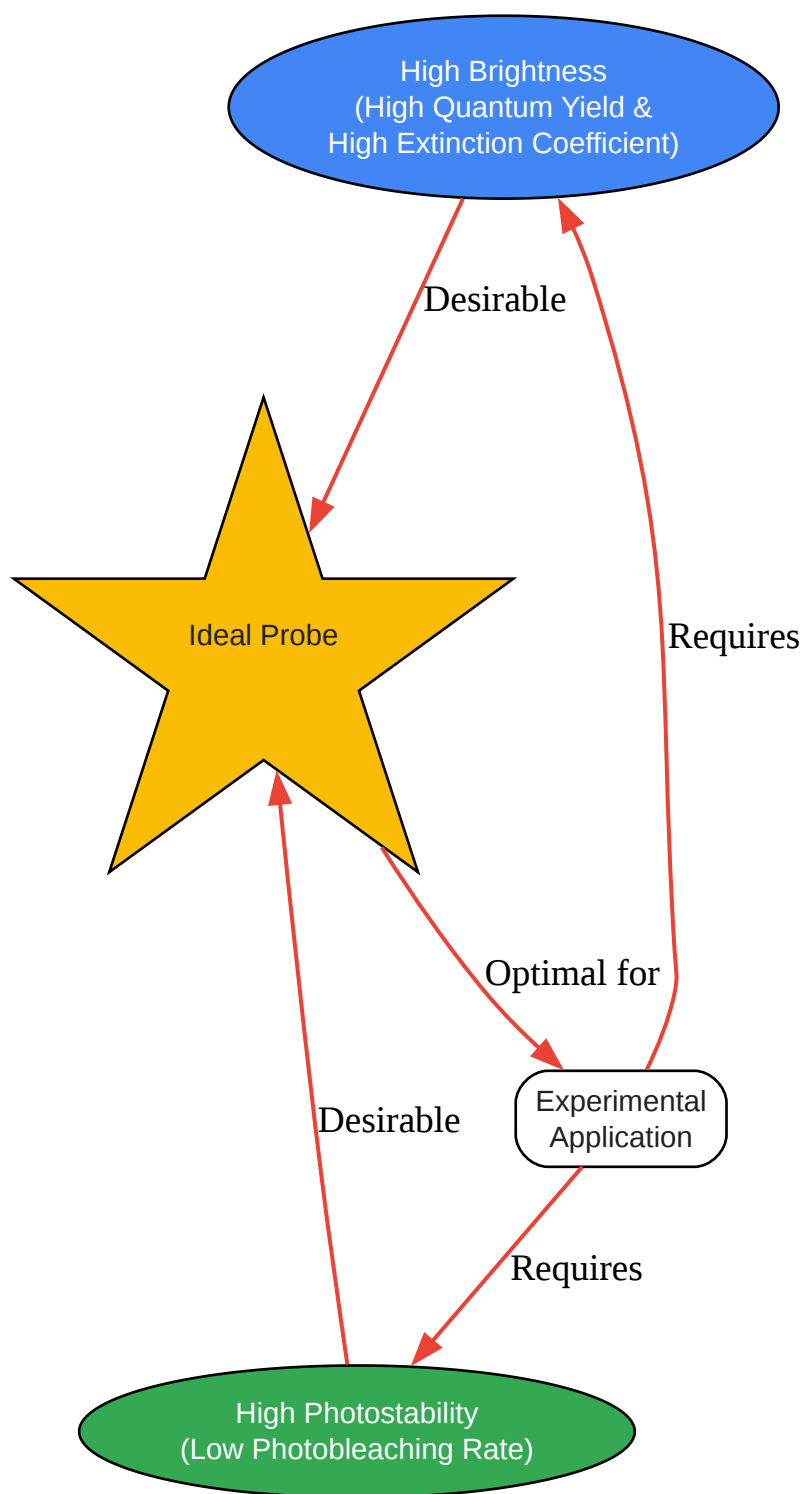 High Brightness
(High Quantum Yield &
High Extinction Coefficient)
Desirable
Ideal Probe
Requires
Optimal for
Experimental
Application
Desirable
Requires
High Photostability
(Low Photobleaching Rate)